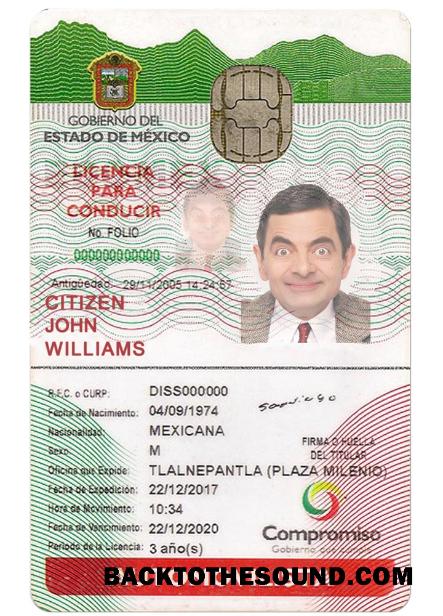 GOBIERNO DEL
ESTADO DE MÉXICO
LICENCIA
PARA
CONDUCIR
No. FOLIO
000000000000
Antigüedad: 29/11/2005 14:24:57
CITIZEN
JOHN
WILLIAMS
R.F.C. o CURP: DISS000000
Fecha de Nacimiento: 04/09/1974
Nacionalidad: MEXICANA
Sexo M
Oficina que Expide: TLALNEPANTLA (PLAZA MILENIO)
Fecha de Expedición: 22/12/2017
Hora de Movimiento: 10:34
Fecha de Vencimiento: 22/12/2020
Periodo de la Licencia: 3 año(s)
FIRMA O HUELLA
DEL TITULAR
Compromiso
Gobierno que
BACKTOTHESOUND.COM